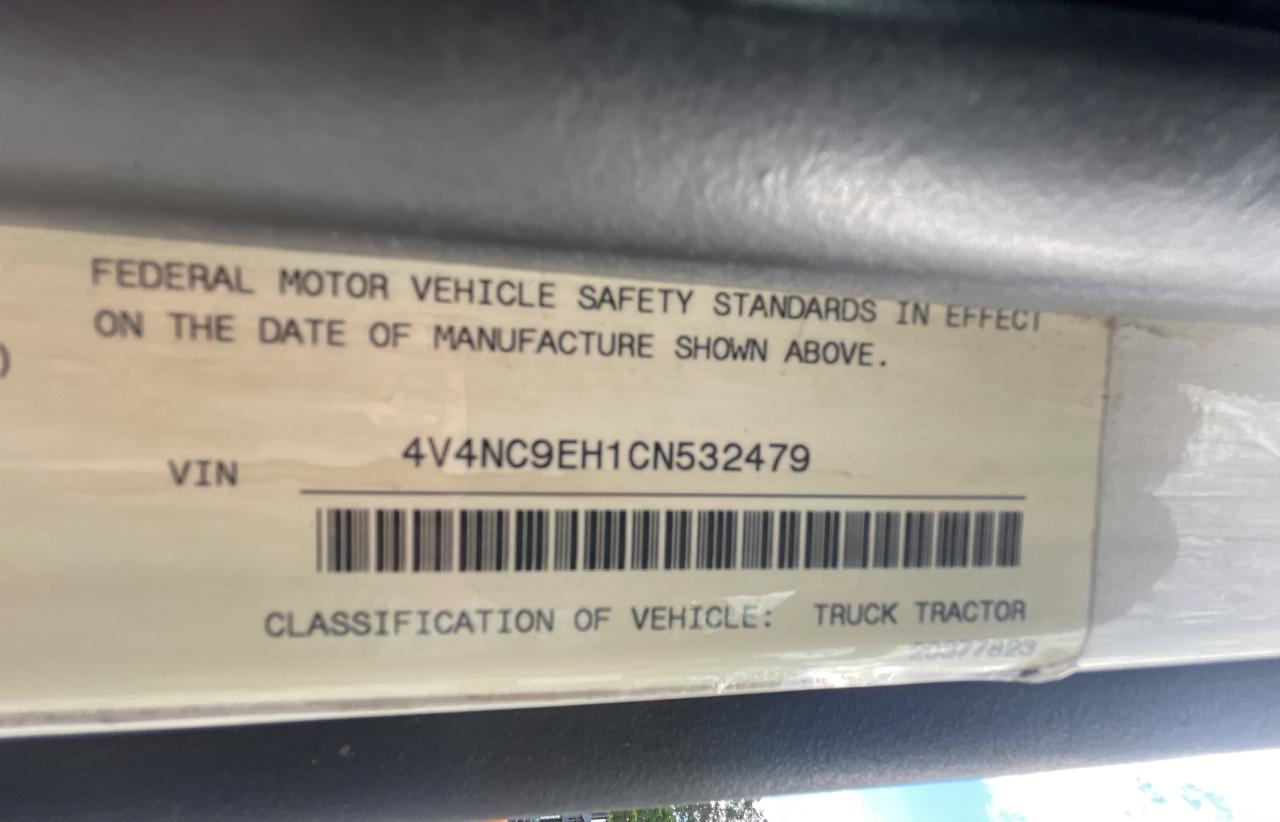 FEDERAL MOTOR VEHICLE SAFETY STANDARDS IN EFFECT
ON THE DATE OF MANUFACTURE SHOWN ABOVE.
)
VIN 4V4NC9EH1CN532479
CLASSIFICATION OF VEHICLE: TRUCK TRACTOR
20377823